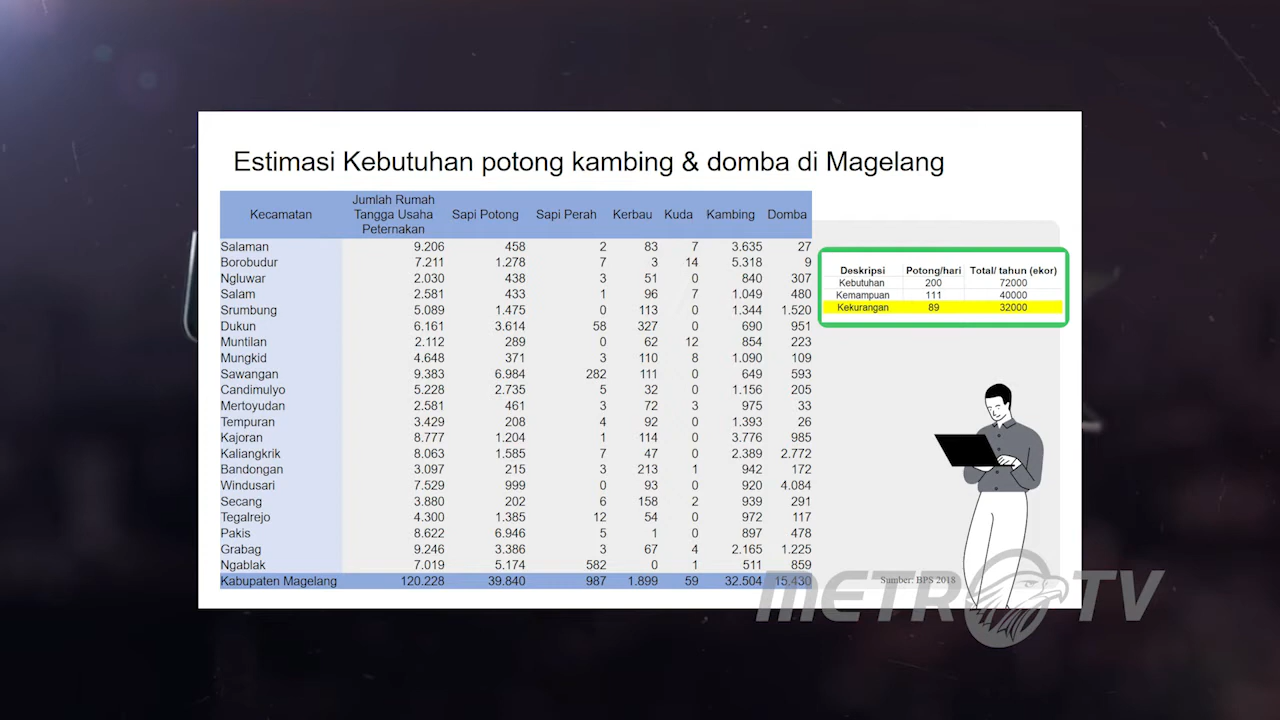 Estimasi Kebutuhan potong kambing & domba di Magelang
Kecamatan Jumlah Rumah Tangga Usaha Peternakan Sapi Potong Sapi Perah Kerbau Kuda Kambing Domba
Salaman 9.206 458 2 83 7 3.635 27
Borobudur 7.211 1.278 7 3 14 5.318 9
Ngluwar 2.030 438 3 51 0 840 307
Salam 2.581 433 1 96 7 1.049 480
Srumbung 5.089 1.475 0 113 0 1.344 1.520
Dukun 6.161 3.614 58 327 0 690 951
Muntilan 2.112 289 0 62 12 854 223
Mungkid 4.648 371 3 110 8 1.090 109
Sawangan 9.383 6.984 282 111 0 649 593
Candimulyo 5.228 2.735 5 32 0 1.156 205
Mertoyudan 2.581 461 3 72 3 975 33
Tempuran 3.429 208 4 92 0 1.393 26
Kajoran 8.777 1.204 1 114 0 3.776 985
Kaliangkrik 8.063 1.585 7 47 0 2.389 2.772
Bandongan 3.097 215 3 213 1 942 172
Windusari 7.529 999 0 93 0 920 4.084
Secang 3.880 202 6 158 2 939 291
Tegalrejo 4.300 1.385 12 54 0 972 117
Pakis 8.622 6.946 5 1 0 897 478
Grabag 9.246 3.386 3 67 4 2.165 1.225
Ngablak 7.019 5.174 582 0 1 511 859
Kabupaten Magelang 120.228 39.840 987 1.899 59 32.504 15.430
Deskripsi Potong/hari Total/ tahun (ekor)
Kebutuhan 200 72000
Kemampuan 111 40000
Kekurangan 89 32000
Sumber: BPS 2018
METRO TV